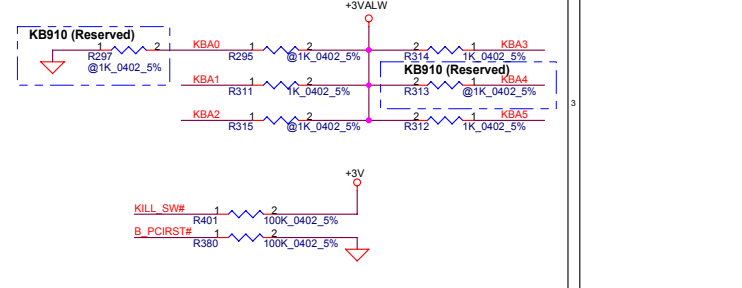 +3VALW
KB910 (Reserved)
1 2 KBA0 1 2 2 1 KBA3
R297 R295 @1K_0402_5% R314 1K_0402_5%
@1K_0402_5%
KB910 (Reserved)
KBA1 1 2 2 1 KBA4
R311 1K_0402_5% R313 @1K_0402_5%
3
KBA2 1 2 2 1 KBA5
R315 @1K_0402_5% R312 1K_0402_5%
+3V
KILL_SW# 1 2
R401 100K_0402_5%
B_PCIRST# 1 2
R380 100K_0402_5%